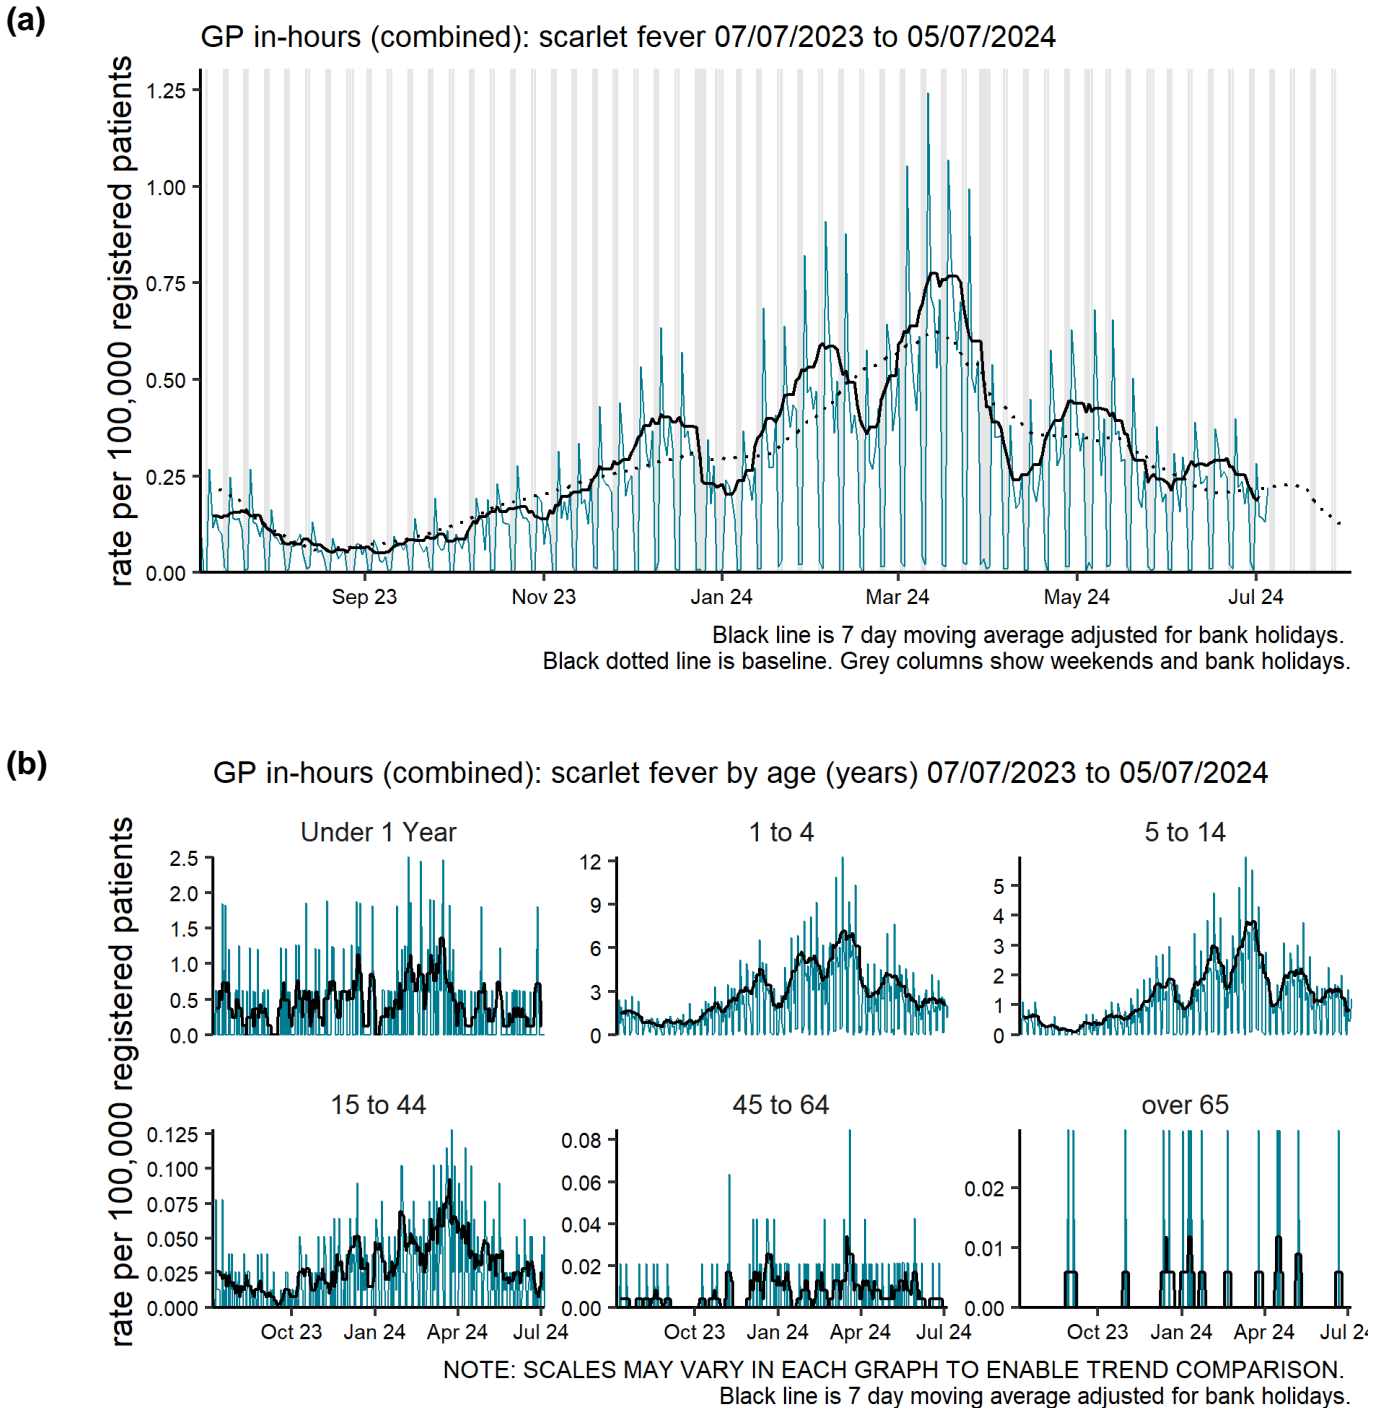 (a)
GP in-hours (combined): scarlet fever 07/07/2023 to 05/07/2024
rate per 100,000 registered patients
1.25
1.00
0.75
0.50
0.25
0.00
Sep 23 Nov 23 Jan 24 Mar 24 May 24 Jul 24
Black line is 7 day moving average adjusted for bank holidays.
Black dotted line is baseline. Grey columns show weekends and bank holidays.
(b)
GP in-hours (combined): scarlet fever by age (years) 07/07/2023 to 05/07/2024
rate per 100,000 registered patients
Under 1 Year
2.5
2.0
1.5
1.0
0.5
0.0
1 to 4
12
9
6
3
0
5 to 14
5
4
3
2
1
0
15 to 44
0.125
0.100
0.075
0.050
0.025
0.000
Oct 23 Jan 24 Apr 24 Jul 24
45 to 64
0.08
0.06
0.04
0.02
0.00
Oct 23 Jan 24 Apr 24 Jul 24
over 65
0.02
0.01
0.00
Oct 23 Jan 24 Apr 24 Jul 24
NOTE: SCALES MAY VARY IN EACH GRAPH TO ENABLE TREND COMPARISON.
Black line is 7 day moving average adjusted for bank holidays.